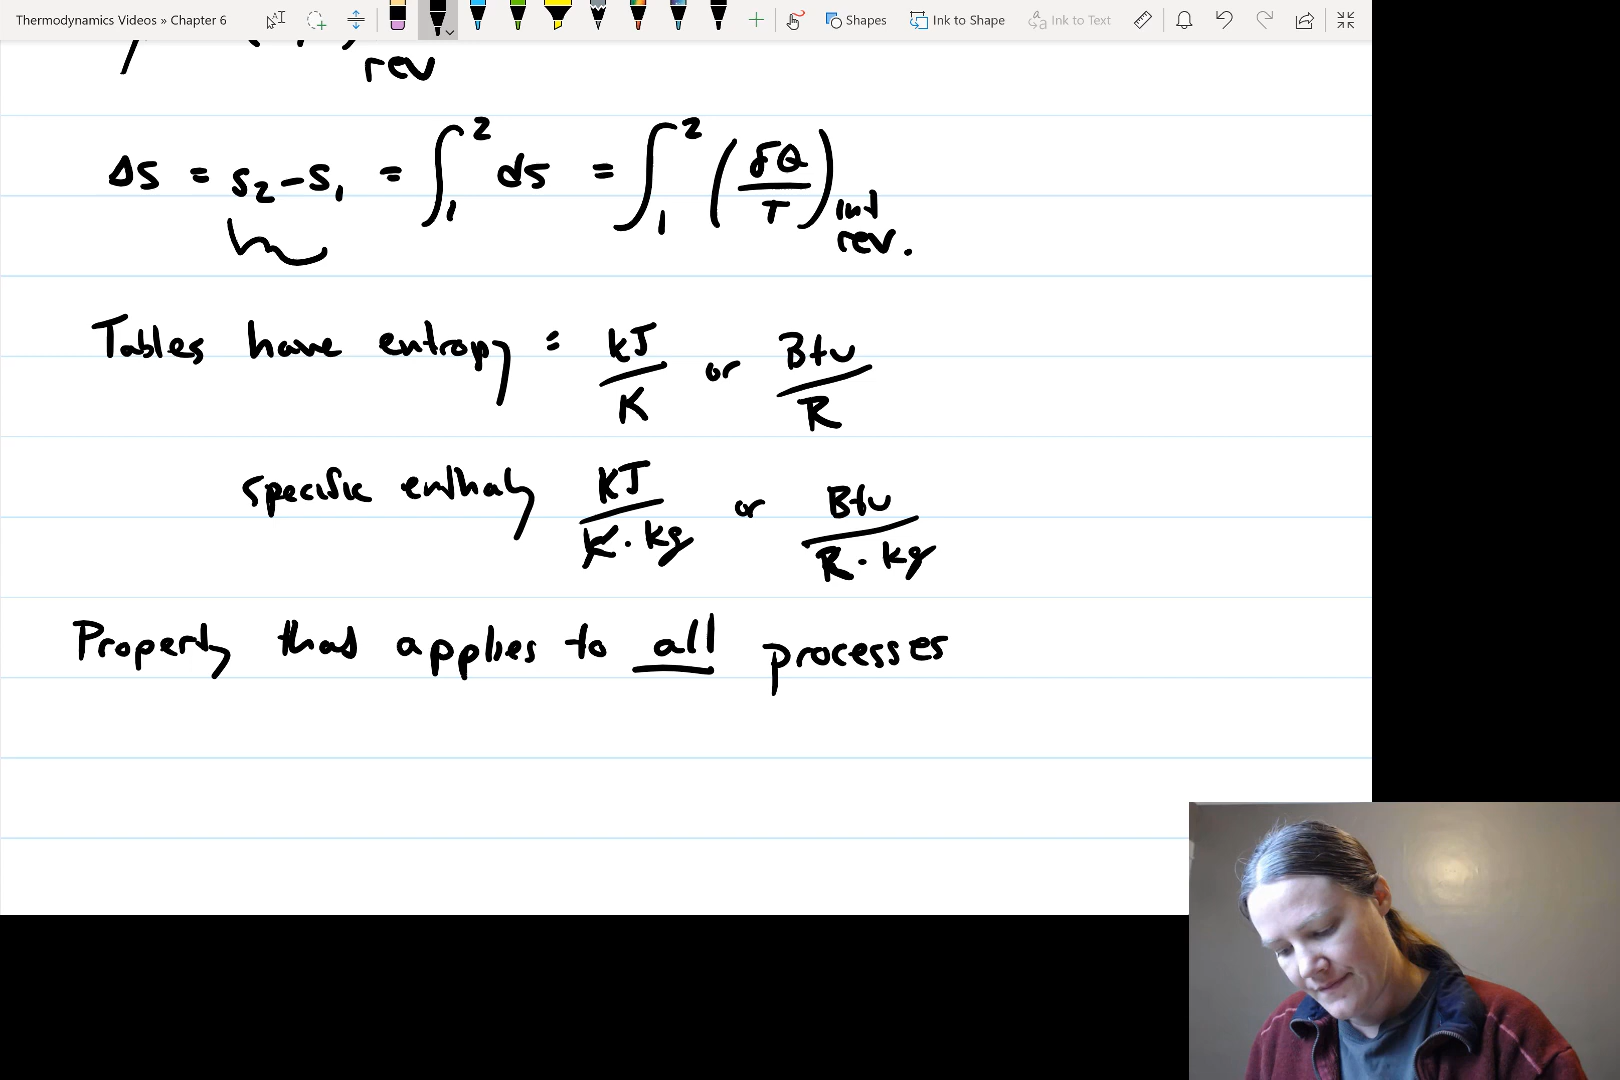 Thermodynamics Videos » Chapter 6
Shapes
Ink to Shape
Ink to Text
rev
ΔS = S₂-S₁ = ∫₁² dS = ∫₁² (δQ/T) int rev.
Tables have entropy : kJ/K or Btu/R
specific enthaly KJ/K·kg or Btu/R·kg
Property that applies to all processes